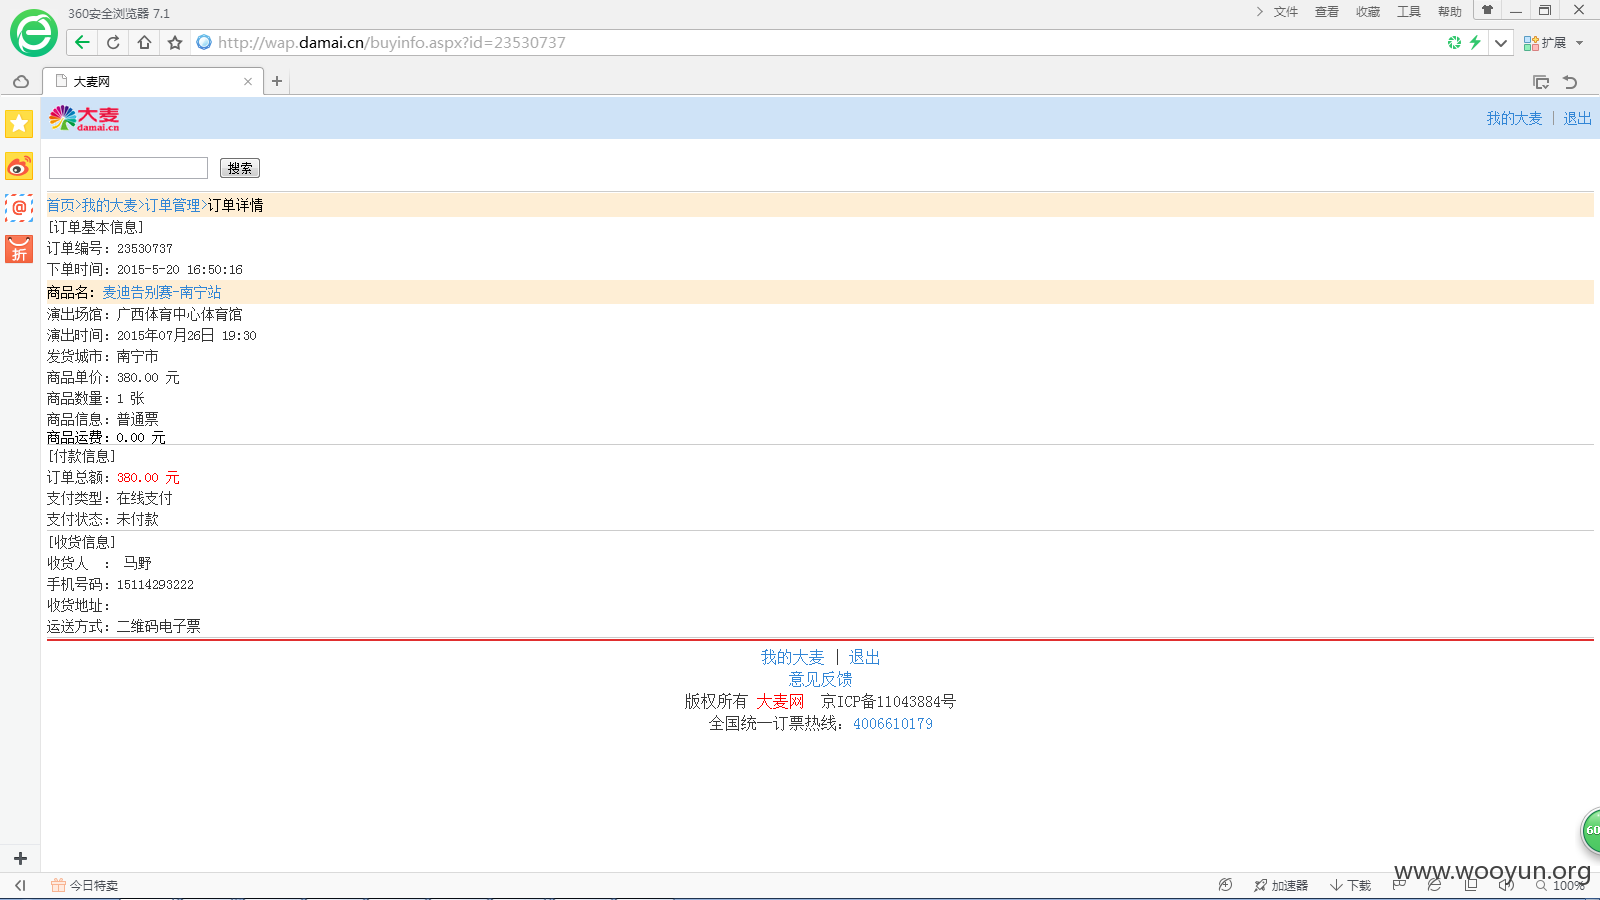 360安全浏览器 7.1
文件 查看 收藏 工具 帮助
http://wap.damai.cn/buyinfo.aspx?id=23530737
扩展
大麦网
大麦
damai.cn
我的大麦 | 退出
搜索
首页>我的大麦>订单管理>订单详情
[订单基本信息]
订单编号：23530737
下单时间：2015-5-20 16:50:16
商品名：麦迪告别赛-南宁站
演出场馆：广西体育中心体育馆
演出时间：2015年07月26日 19:30
发货城市：南宁市
商品单价：380.00 元
商品数量：1 张
商品信息：普通票
商品运费：0.00 元
[付款信息]
订单总额：380.00 元
支付类型：在线支付
支付状态：未付款
[收货信息]
收货人 ： 马野
手机号码：15114293222
收货地址：
运送方式：二维码电子票
我的大麦 | 退出
意见反馈
版权所有 大麦网 京ICP备11043884号
全国统一订票热线：4006610179
折
60
www.wooyun.org
今日特卖
加速器
下载
100%